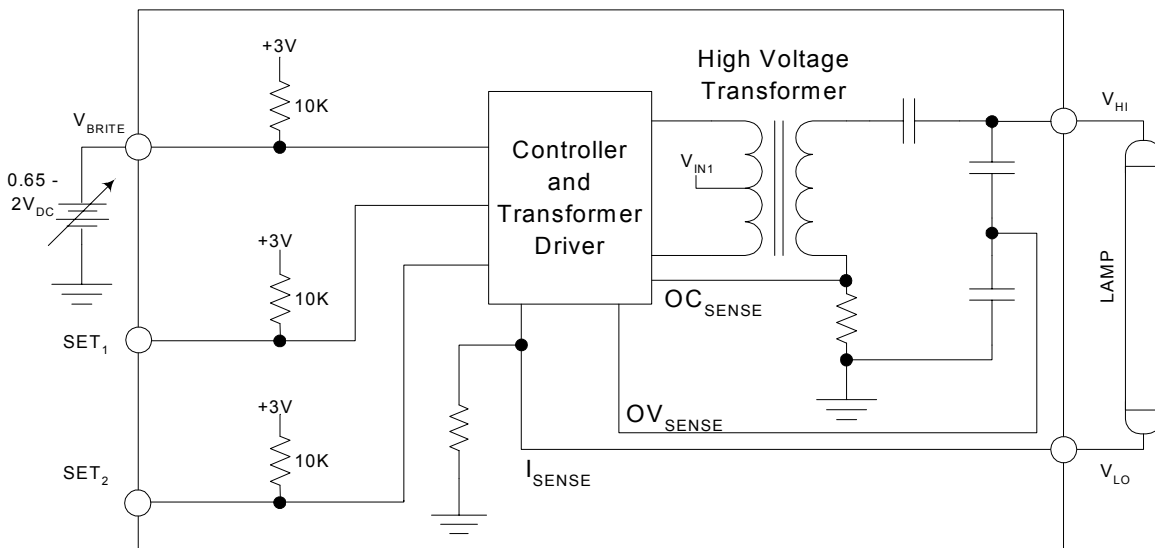 +3V
10K
V_BRITE
0.65 -
2V_DC
+3V
10K
SET_1
+3V
10K
SET_2
Controller
and
Transformer
Driver
High Voltage
Transformer
V_IN1
OC_SENSE
OV_SENSE
I_SENSE
V_HI
LAMP
V_LO